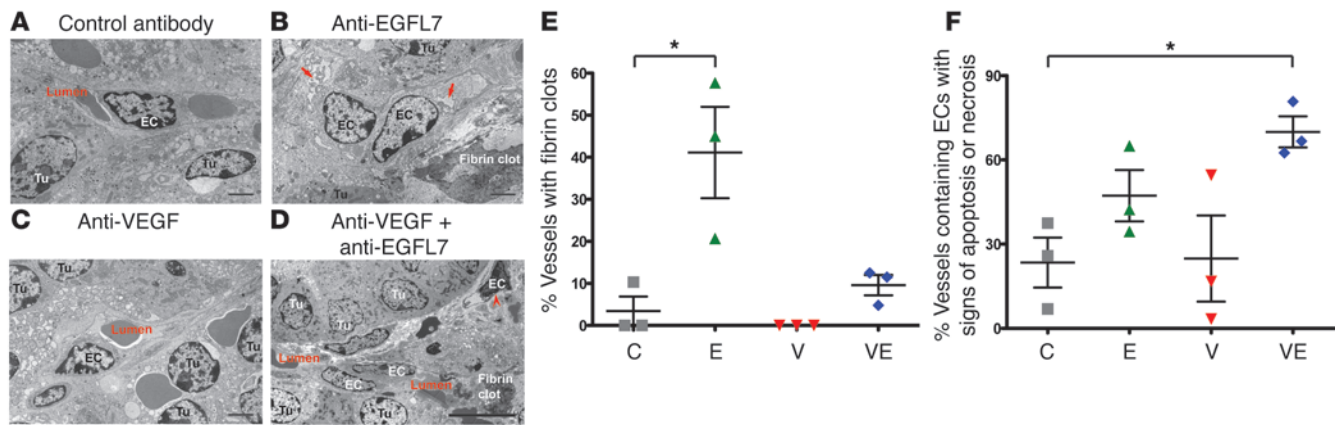 A Control antibody
Lumen
EC
Tu
Tu
B Anti-EGFL7
Tu
EC
EC
Fibrin clot
Tu
C Anti-VEGF
Tu
Lumen
EC
Tu
Tu
Tu
D Anti-VEGF +
anti-EGFL7
Tu
EC
Tu
Tu
Lumen
EC
EC
Lumen
Fibrin
clot
Tu
Tu
E
% Vessels with fibrin clots
*
60
50
40
30
20
10
0
C E V VE
F
% Vessels containing ECs with
signs of apoptosis or necrosis
*
90
60
30
0
C E V VE